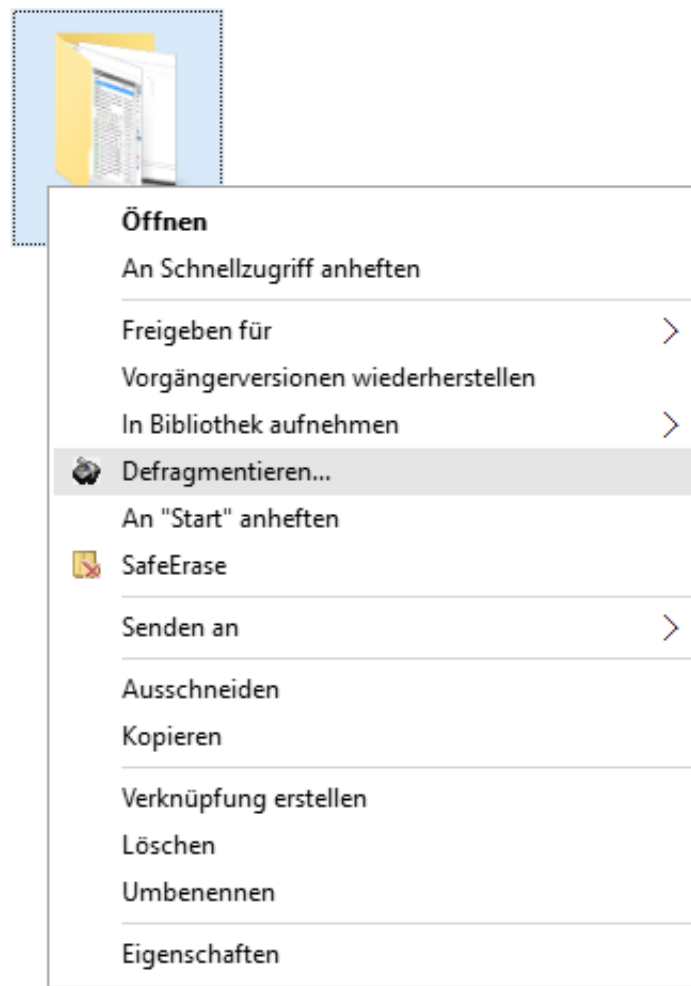 Öffnen
An Schnellzugriff anheften
Freigeben für
Vorgängerversionen wiederherstellen
In Bibliothek aufnehmen
Defragmentieren...
An "Start" anheften
SafeErase
Senden an
Ausschneiden
Kopieren
Verknüpfung erstellen
Löschen
Umbenennen
Eigenschaften